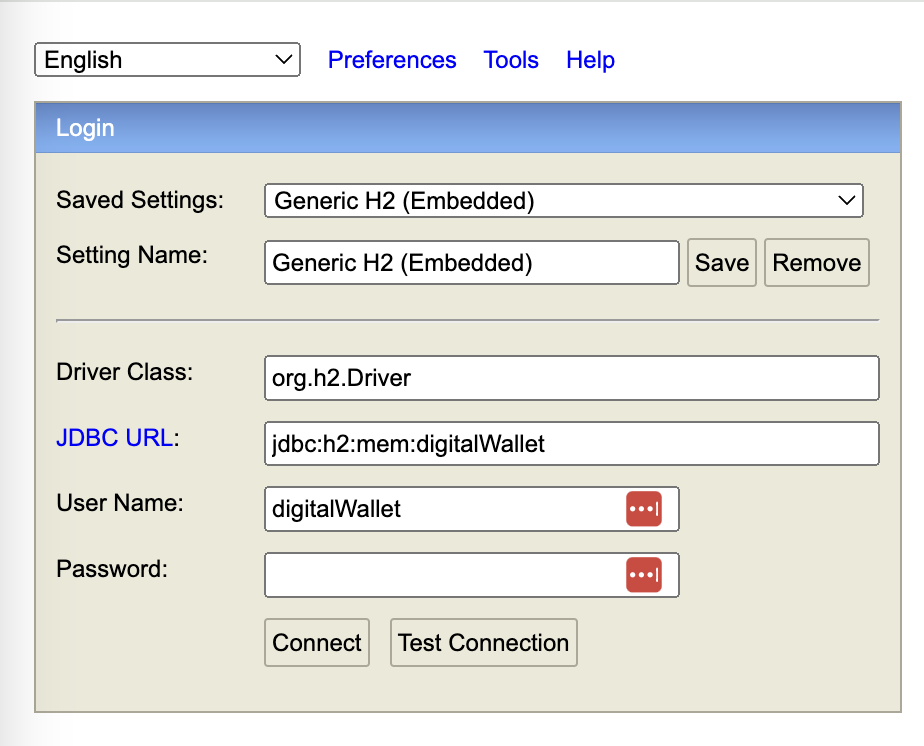 English Preferences Tools Help
Login
Saved Settings: Generic H2 (Embedded)
Setting Name: Generic H2 (Embedded) Save Remove
Driver Class: org.h2.Driver
JDBC URL: jdbc:h2:mem:digitalWallet
User Name: digitalWallet
Password:
Connect Test Connection